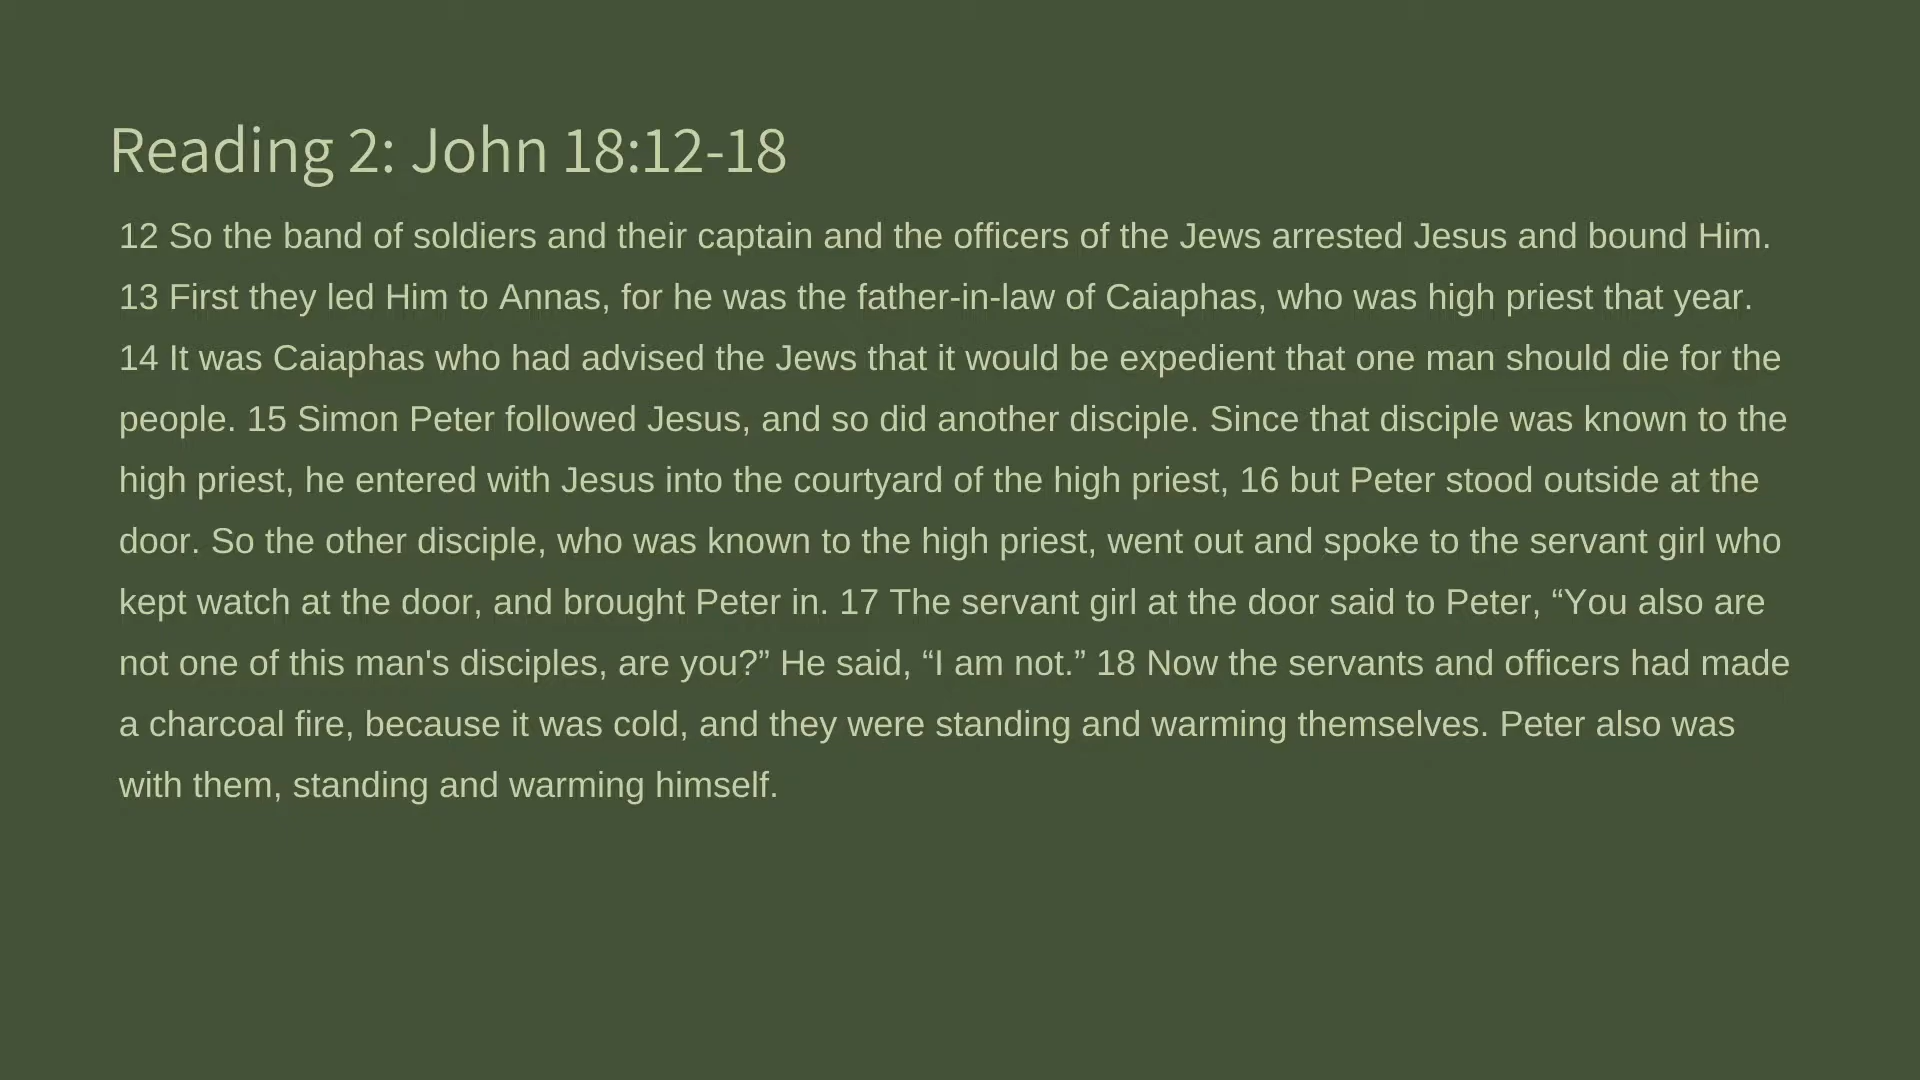 Reading 2: John 18:12-18
12 So the band of soldiers and their captain and the officers of the Jews arrested Jesus and bound Him.
13 First they led Him to Annas, for he was the father-in-law of Caiaphas, who was high priest that year.
14 It was Caiaphas who had advised the Jews that it would be expedient that one man should die for the
people. 15 Simon Peter followed Jesus, and so did another disciple. Since that disciple was known to the
high priest, he entered with Jesus into the courtyard of the high priest, 16 but Peter stood outside at the
door. So the other disciple, who was known to the high priest, went out and spoke to the servant girl who
kept watch at the door, and brought Peter in. 17 The servant girl at the door said to Peter, “You also are
not one of this man's disciples, are you?” He said, “I am not.” 18 Now the servants and officers had made
a charcoal fire, because it was cold, and they were standing and warming themselves. Peter also was
with them, standing and warming himself.